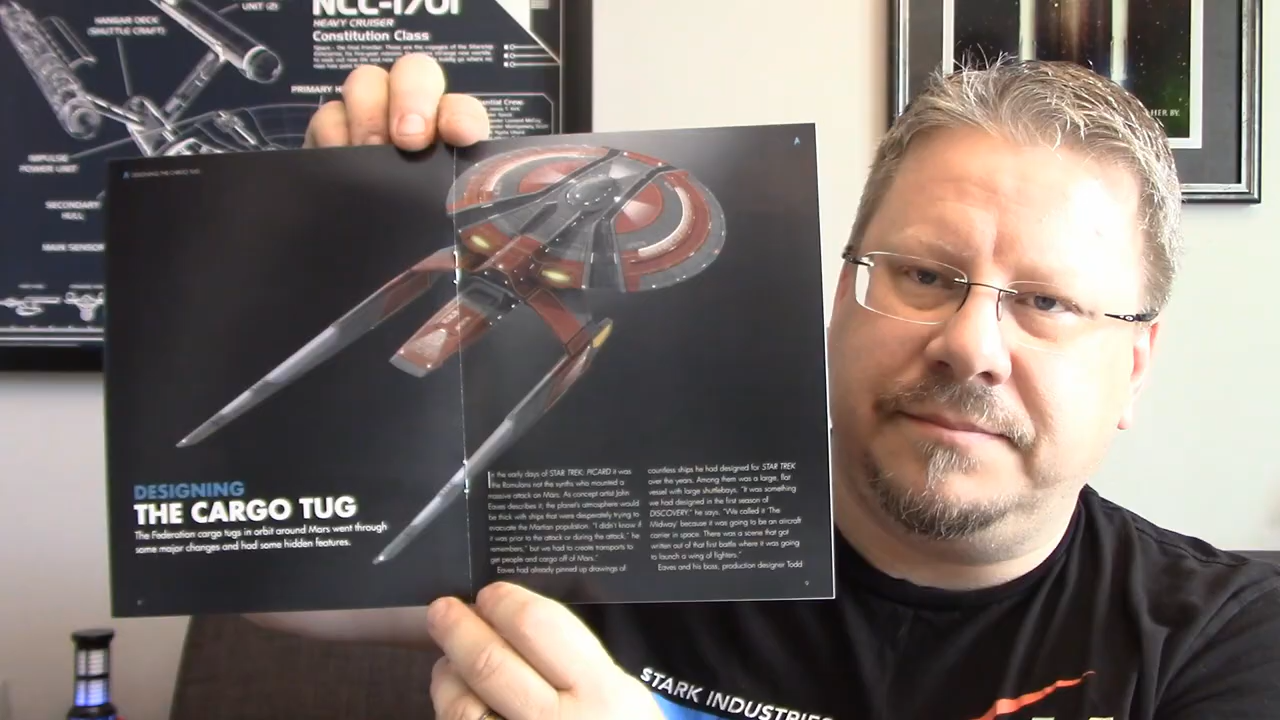 HANGAR DECK
(SHUTTLE CRAFT)
UNIT (2)
NCC-1701
HEAVY CRUISER
Constitution Class
PRIMARY
IMPULSE
POWER UNIT
SECONDARY
HULL
MAIN SENSOR
HER BY
DESIGNING THE CARGO TUG
DESIGNING
THE CARGO TUG
The Federation cargo tugs in orbit around Mars went through
some major changes and had some hidden features.
In the early days of STAR TREK: PICARD it was
the Romulans not the synths who mounted a
massive attack on Mars. As concept artist John
Eaves describes it, the planet's atmosphere would
be thick with ships that were desperately trying to
evacuate the Martian population. "I didn't know if
it was prior to the attack or during the attack," he
remembers," but we had to create transports to
get people and cargo off of Mars."
Eaves had already pinned up drawings of
countless ships he had designed for STAR TREK
over the years. Among them was a large, flat
vessel with large shuttlebays. "It was something
we had designed in the first season of
DISCOVERY," he says. "We called it 'The
Midway' because it was going to be an aircraft
carrier in space. There was a scene that got
written out of that first battle where it was going
to launch a wing of fighters."
Eaves and his boss, production designer Todd
9
STARK INDUSTRIES